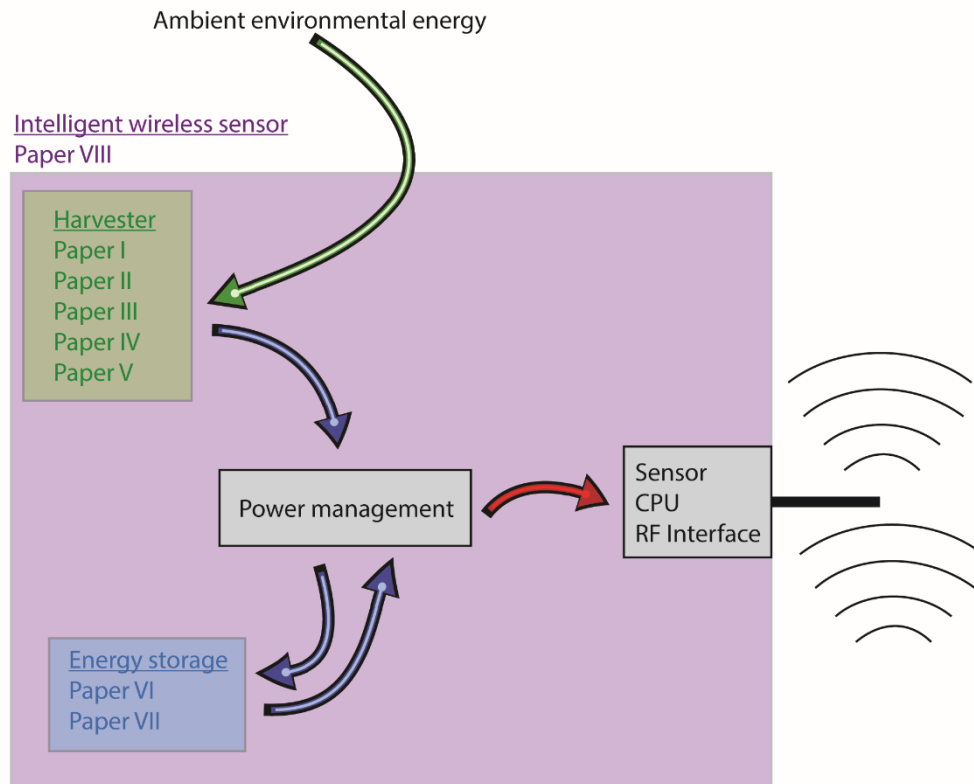 Ambient environmental energy
Intelligent wireless sensor
Paper VIII
Harvester
Paper I
Paper II
Paper III
Paper IV
Paper V
Power management
Sensor
CPU
RF Interface
Energy storage
Paper VI
Paper VII